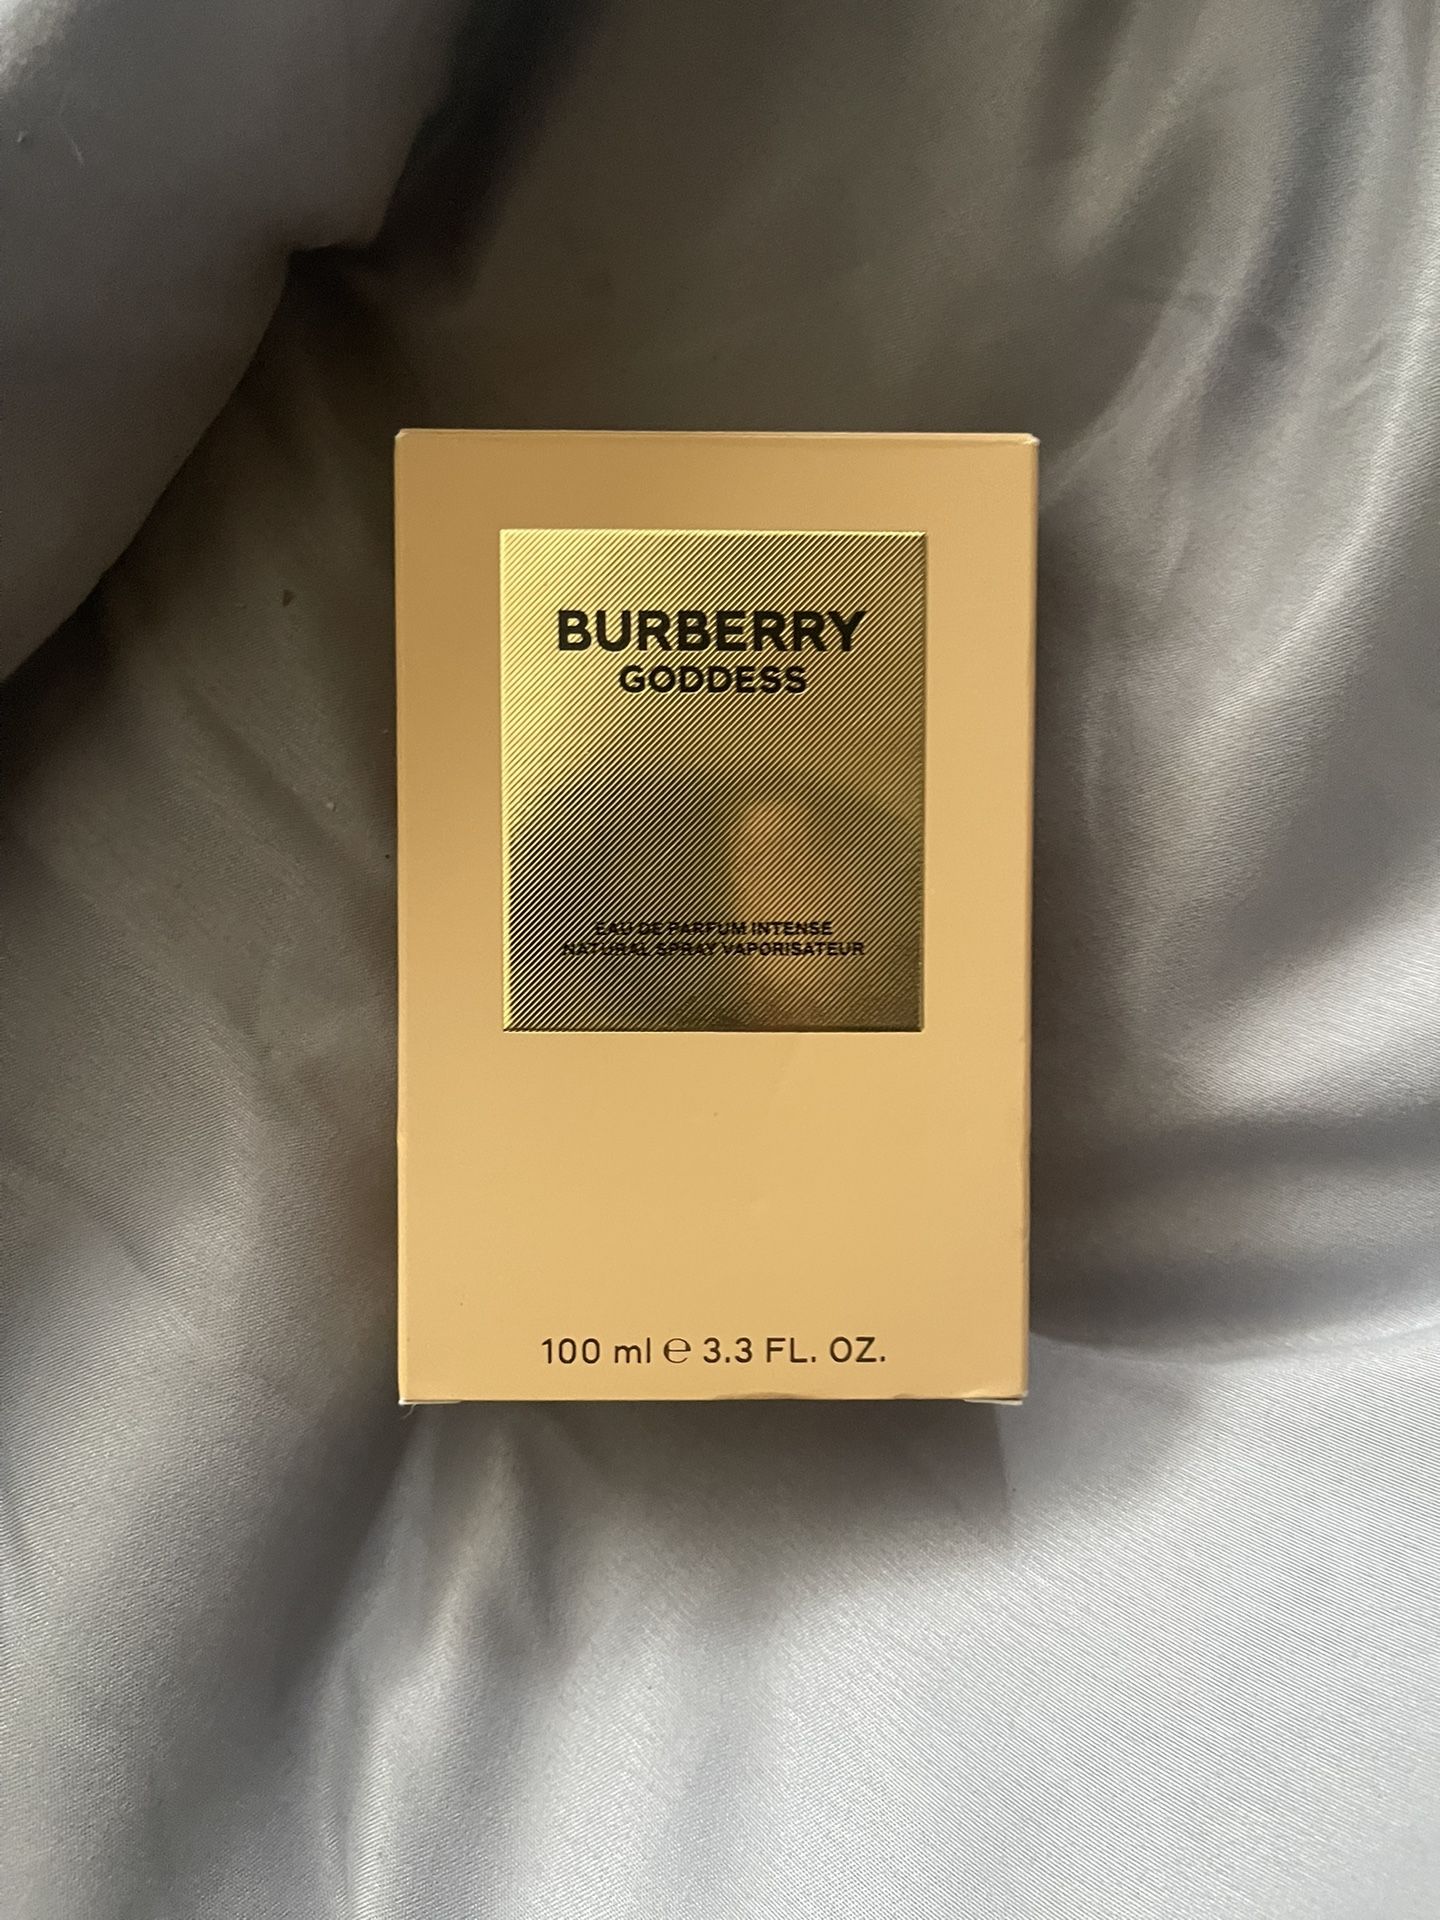 BURBERRY
GODDESS
EAU DE PARFUM INTENSE
NATURAL SPRAY VAPORISATEUR
100 ml ℮ 3.3 FL. OZ.